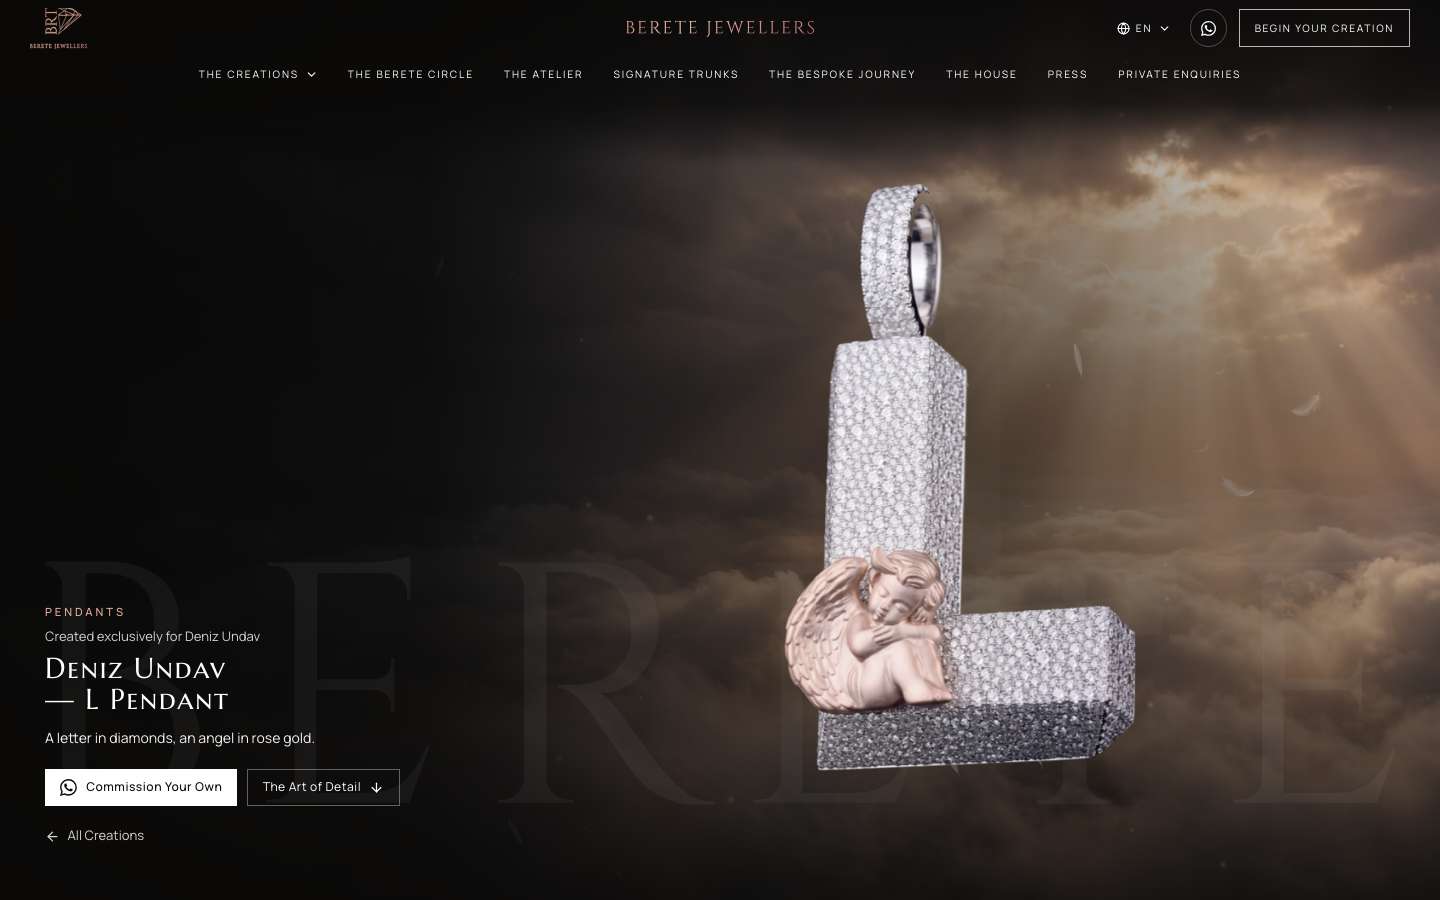 BRT
BERETE JEWELLERS
BERETE JEWELLERS
EN
BEGIN YOUR CREATION
THE CREATIONS
THE BERETE CIRCLE
THE ATELIER
SIGNATURE TRUNKS
THE BESPOKE JOURNEY
THE HOUSE
PRESS
PRIVATE ENQUIRIES
BERETE
PENDANTS
Created exclusively for Deniz Undav
Deniz Undav
— L Pendant
A letter in diamonds, an angel in rose gold.
Commission Your Own
The Art of Detail
All Creations